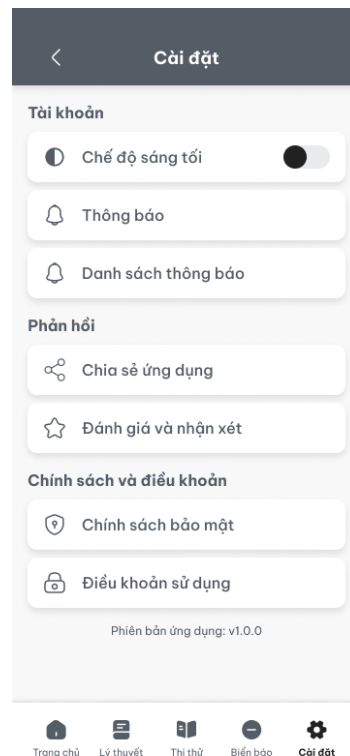 Cài đặt
Tài khoản
Chế độ sáng tối
Thông báo
Danh sách thông báo
Phản hồi
Chia sẻ ứng dụng
Đánh giá và nhận xét
Chính sách và điều khoản
Chính sách bảo mật
Điều khoản sử dụng
Phiên bản ứng dụng: v1.0.0
Trang chủ Lý thuyết Thi thử Biển báo Cài đặt